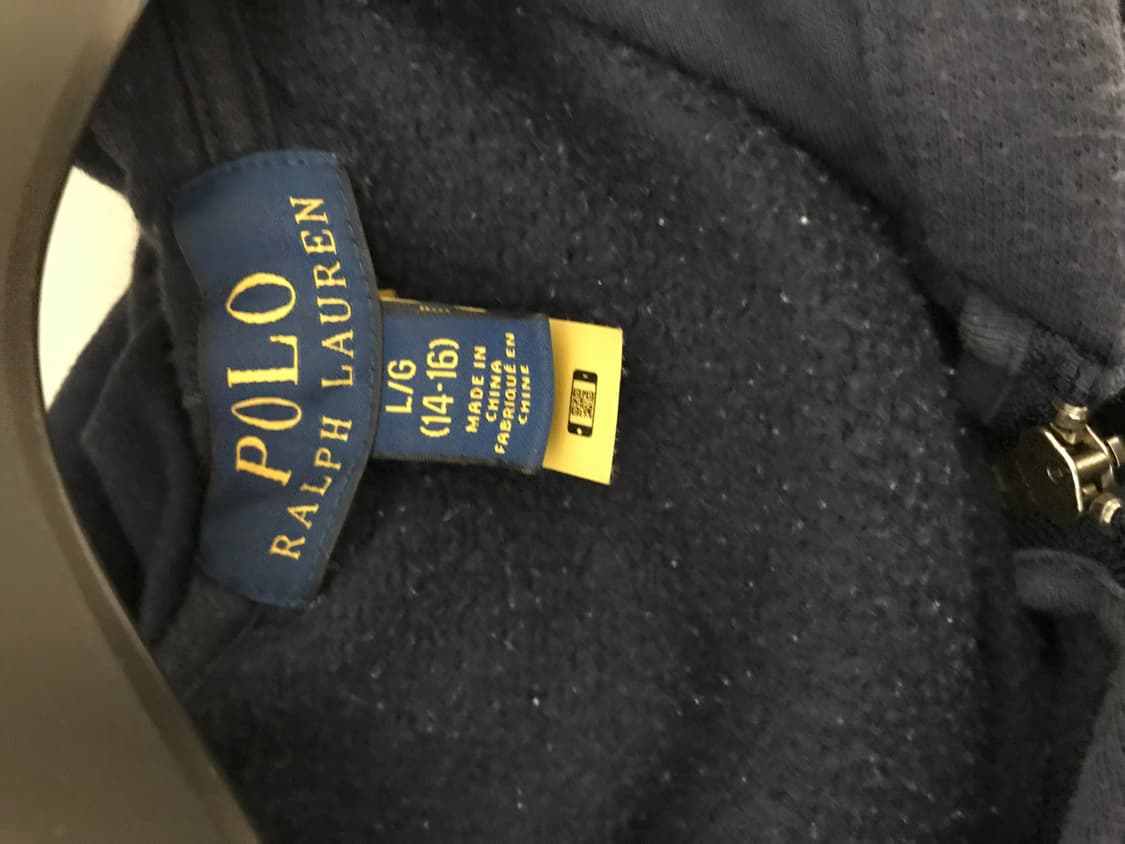 POLO
RALPH LAUREN
L/G
(14-16)
MADE IN
CHINA
FABRIQUÉ EN
CHINE